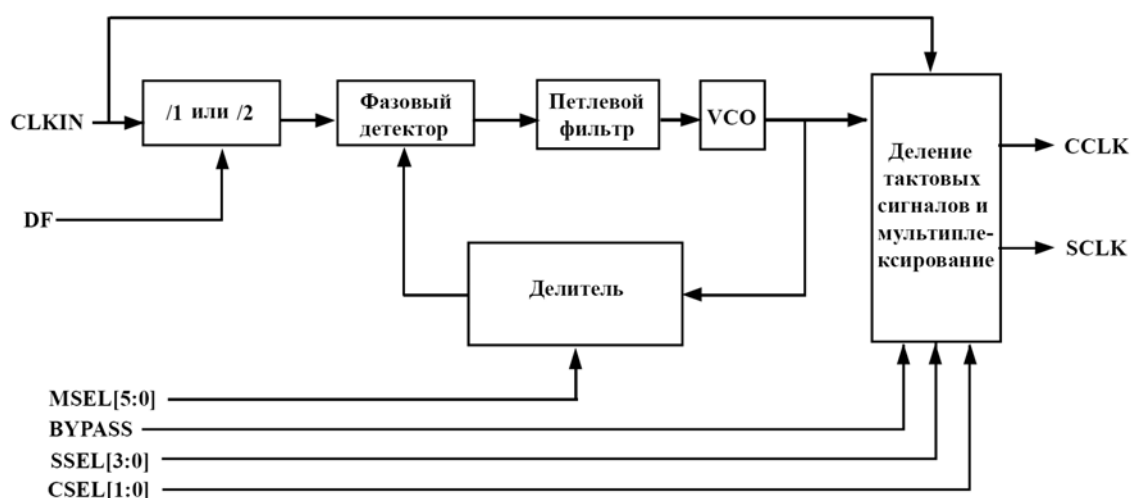 CLKIN
/1 или /2
Фазовый
детектор
Петлевой
фильтр
VCO
Деление
тактовых
сигналов и
мультипле-
ксирование
CCLK
SCLK
DF
Делитель
MSEL[5:0]
BYPASS
SSEL[3:0]
CSEL[1:0]